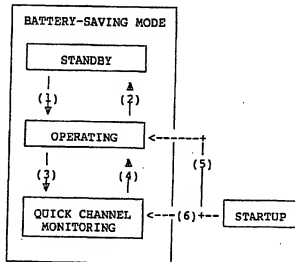 BATTERY-SAVING MODE
STANDBY
(1) (2)
OPERATING
(3) (4) (5)
QUICK CHANNEL
MONITORING
(6)
STARTUP